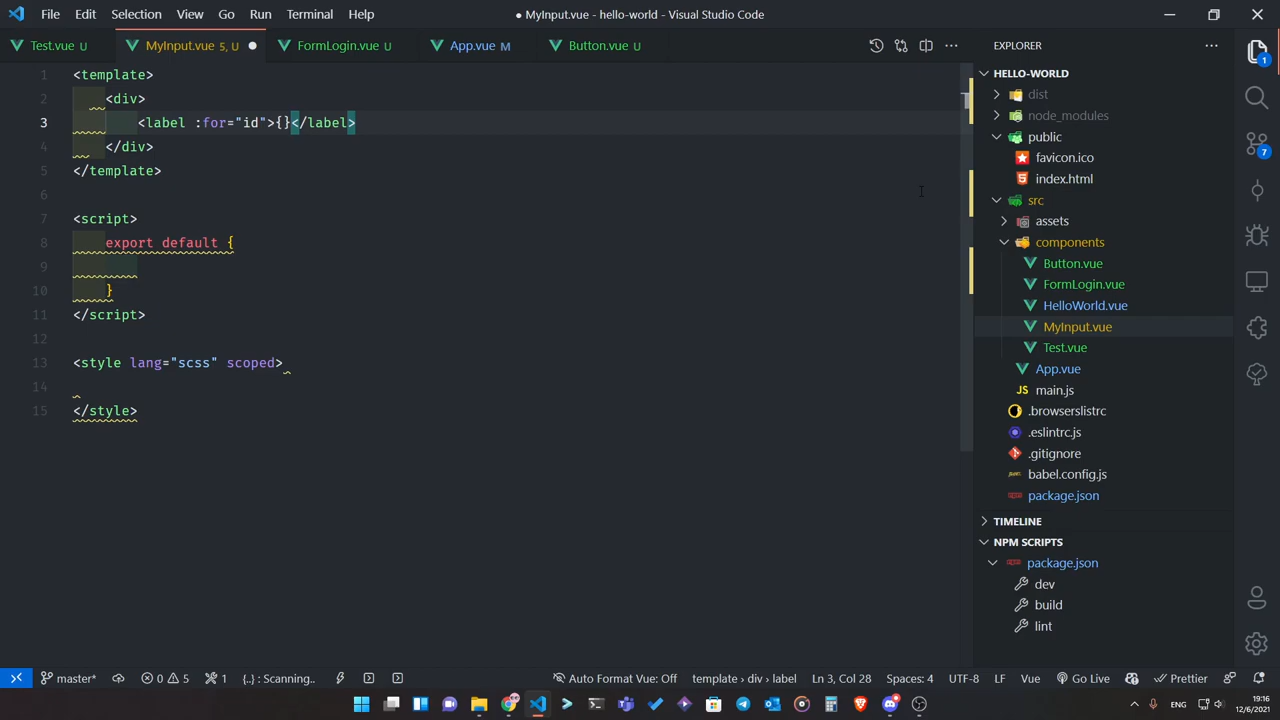 File Edit Selection View Go Run Terminal Help ● MyInput.vue - hello-world - Visual Studio Code
Test.vue U MyInput.vue 5, U FormLogin.vue U App.vue M Button.vue U
EXPLORER
1 <template>
2 <div>
3 <label :for="id">{}</label>
4 </div>
5 </template>
6
7 <script>
8 export default {
9
10 }
11 </script>
12
13 <style lang="scss" scoped>
14
15 </style>
HELLO-WORLD
dist
node_modules
public
favicon.ico
index.html
src
assets
components
Button.vue
FormLogin.vue
HelloWorld.vue
MyInput.vue
Test.vue
App.vue
JS main.js
.browserslistrc
.eslintrc.js
.gitignore
babel.config.js
package.json
TIMELINE
NPM SCRIPTS
package.json
dev
build
lint
1
7
master* 0 5 1 {..} : Scanning.. Auto Format Vue: Off template › div › label Ln 3, Col 28 Spaces: 4 UTF-8 LF Vue Go Live Prettier
ENG 19:16
12/6/2021